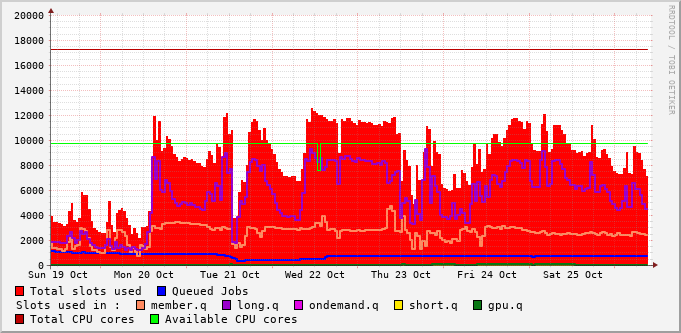 RRDTOOL / TOBI OETIKER
20000
18000
16000
14000
12000
10000
8000
6000
4000
2000
0
Sun 19 Oct Mon 20 Oct Tue 21 Oct Wed 22 Oct Thu 23 Oct Fri 24 Oct Sat 25 Oct
Total slots used Queued Jobs
Slots used in : member.q long.q ondemand.q short.q gpu.q
Total CPU cores Available CPU cores